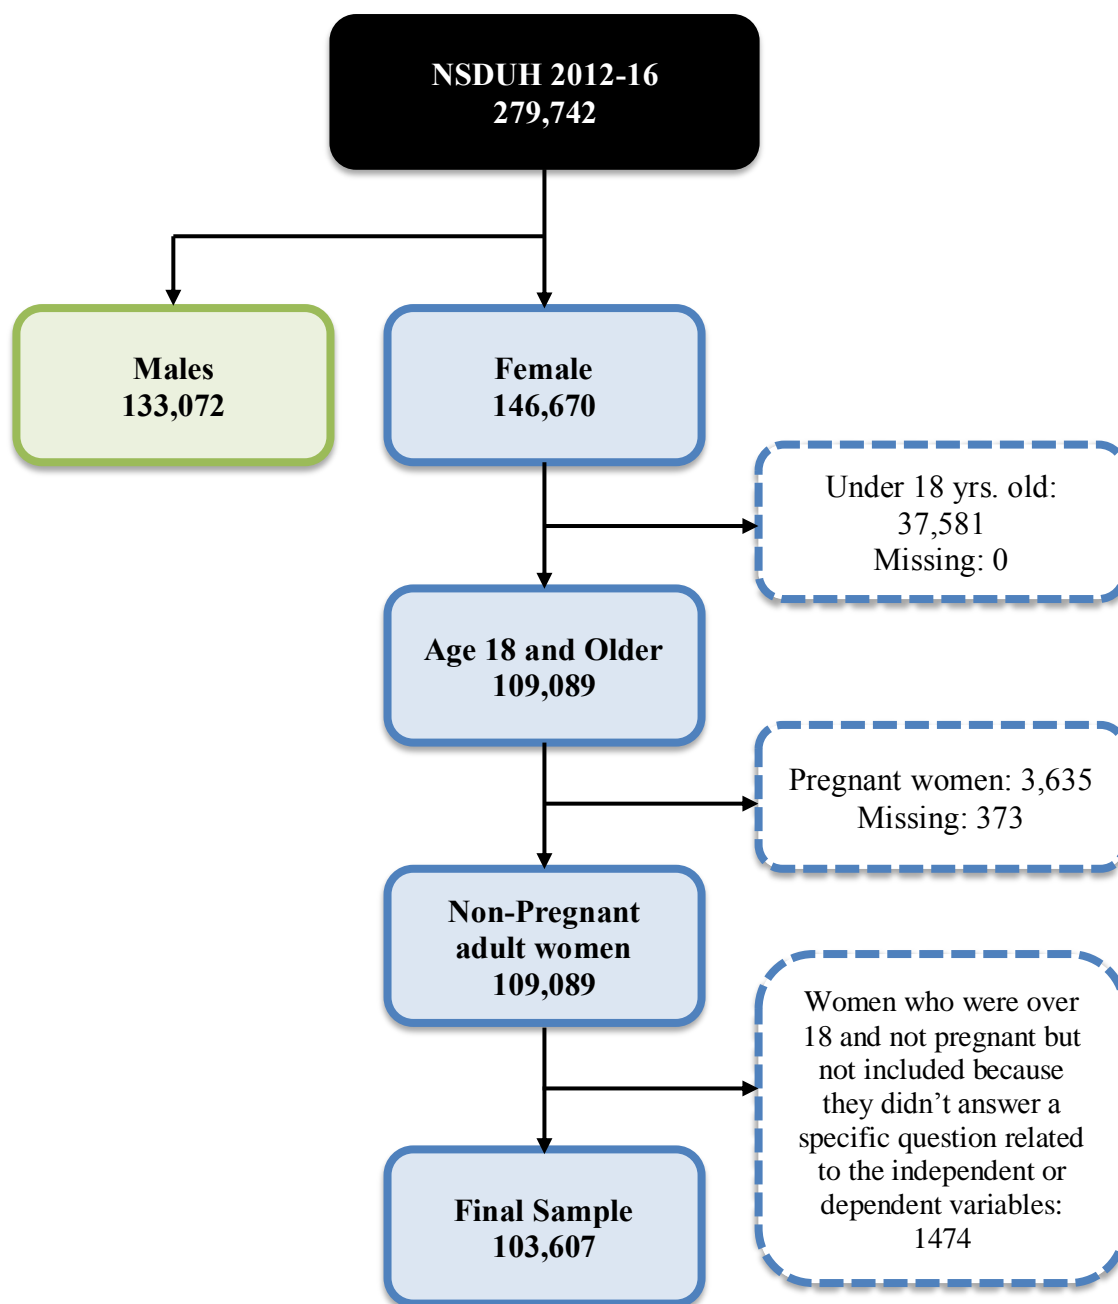 NSDUH 2012-16
279,742
Males
133,072
Female
146,670
Under 18 yrs. old:
37,581
Missing: 0
Age 18 and Older
109,089
Pregnant women: 3,635
Missing: 373
Non-Pregnant
adult women
109,089
Women who were over
18 and not pregnant but
not included because
they didn’t answer a
specific question related
to the independent or
dependent variables:
1474
Final Sample
103,607